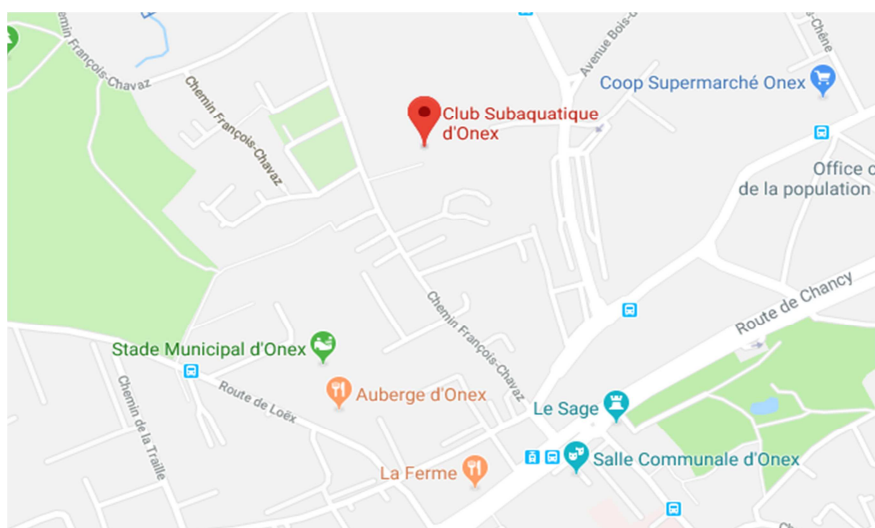 Chemin François-Chavaz
Chemin François-Chavaz
Avenue Bois-
-Chêne
Coop Supermarché Onex
Club Subaquatique
d'Onex
Office
de la population
Route de Chancy
Chemin François-Chavaz
Stade Municipal d'Onex
Auberge d'Onex
Route de Loëx
Chemin de la Traille
Le Sage
La Ferme
Salle Communale d'Onex